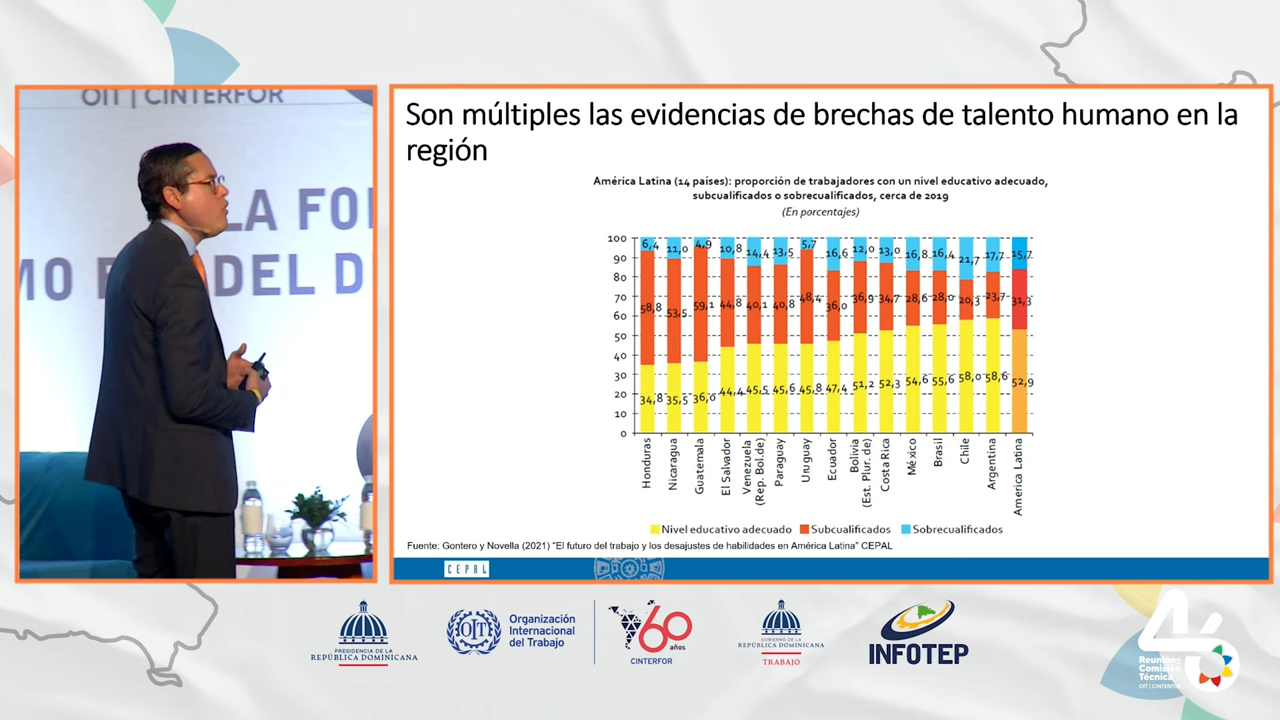 OIT | CINTERFOR
LA FO
MO
DEL D
Son múltiples las evidencias de brechas de talento humano en la
región
América Latina (14 países): proporción de trabajadores con un nivel educativo adecuado,
subcualificados o sobrecualificados, cerca de 2019
(En porcentajes)
100
90
80
70
60
50
40
30
20
10
0
6,4 11,0 4,9 10,8 14,4 13,5 5,7 16,6 12,0 13,0 16,8 16,4 21,7 17,7 15,7
58,8 53,5 59,1 44,8 40,1 40,8 48,4 36,0 36,9 34,7 28,6 28,0 20,3 23,7 31,3
34,8 35,5 36,0 44,4 45,5 45,6 45,8 47,4 51,2 52,3 54,6 55,6 58,0 58,6 52,9
Honduras
Nicaragua
Guatemala
El Salvador
Venezuela
(Rep. Bol.de)
Paraguay
Uruguay
Ecuador
Bolivia
(Est. Plur. de)
Costa Rica
México
Brasil
Chile
Argentina
America Latina
Nivel educativo adecuado Subcualificados Sobrecualificados
Fuente: Gontero y Novella (2021) “El futuro del trabajo y los desajustes de habilidades en América Latina” CEPAL
CEPAL
PRESIDENCIA DE LA
REPÚBLICA DOMINICANA
OIT
Organización
Internacional
del Trabajo
60
años
CINTERFOR
GOBIERNO DE LA
REPÚBLICA DOMINICANA
TRABAJO
INFOTEP
46
Reunión
Comisión
Técnica
OIT | CINTERFOR